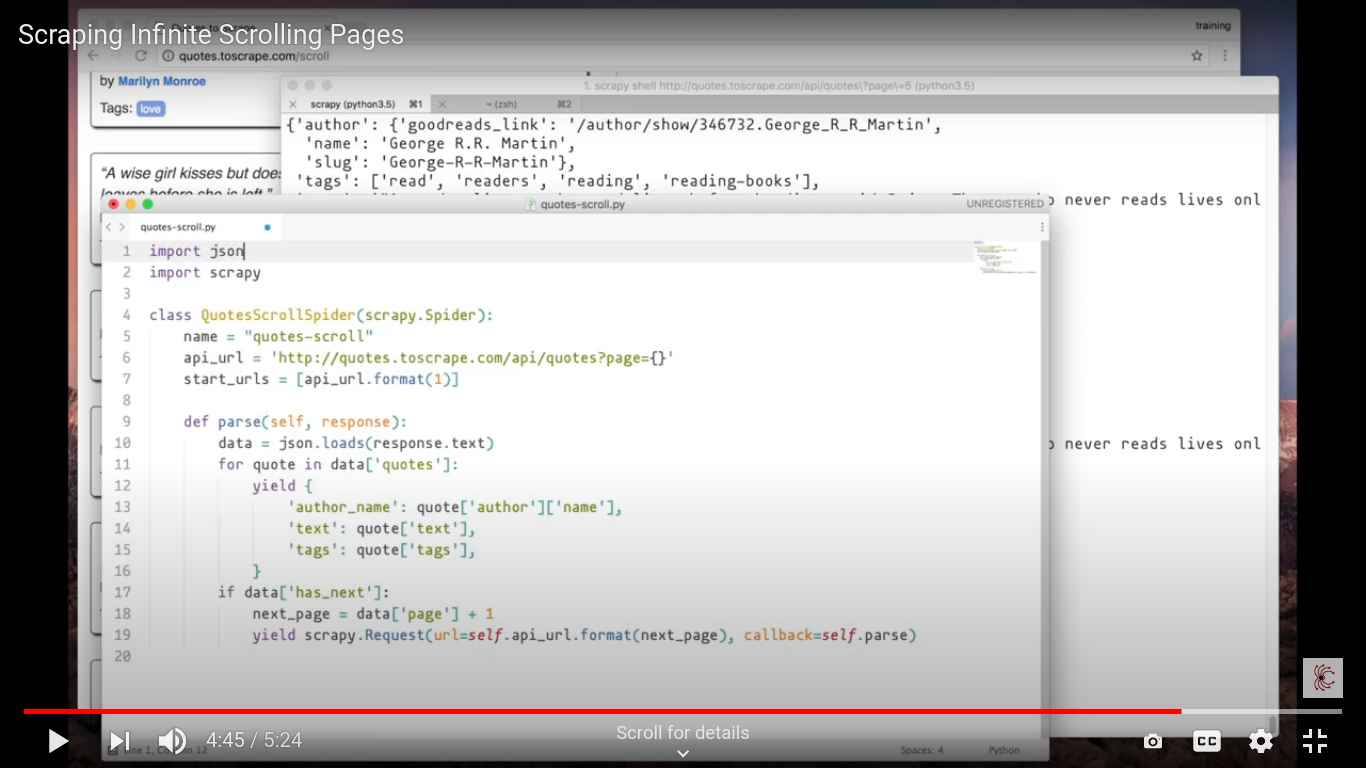 Scraping Infinite Scrolling Pages
training
quotes.toscrape.com/scroll
by Marilyn Monroe
Tags: love
1. scrapy shell http://quotes.toscrape.com/api/quotes\?page\=5 (python3.5)
scrapy (python3.5) ⌘1
~ (zsh) ⌘2
{'author': {'goodreads_link': '/author/show/346732.George_R_R_Martin',
'name': 'George R.R. Martin',
'slug': 'George-R-R-Martin'},
'tags': ['read', 'readers', 'reading', 'reading-books'],
“A wise girl kisses but does
leaves before she is left.”
never reads lives onl
quotes-scroll.py
UNREGISTERED
quotes-scroll.py
1 import json
2 import scrapy
3
4 class QuotesScrollSpider(scrapy.Spider):
5 name = "quotes-scroll"
6 api_url = 'http://quotes.toscrape.com/api/quotes?page={}'
7 start_urls = [api_url.format(1)]
8
9 def parse(self, response):
10 data = json.loads(response.text)
11 for quote in data['quotes']:
12 yield {
13 'author_name': quote['author']['name'],
14 'text': quote['text'],
15 'tags': quote['tags'],
16 }
17 if data['has_next']:
18 next_page = data['page'] + 1
19 yield scrapy.Request(url=self.api_url.format(next_page), callback=self.parse)
20
never reads lives onl
4:45 / 5:24
Scroll for details
CC
Spaces: 4
Python